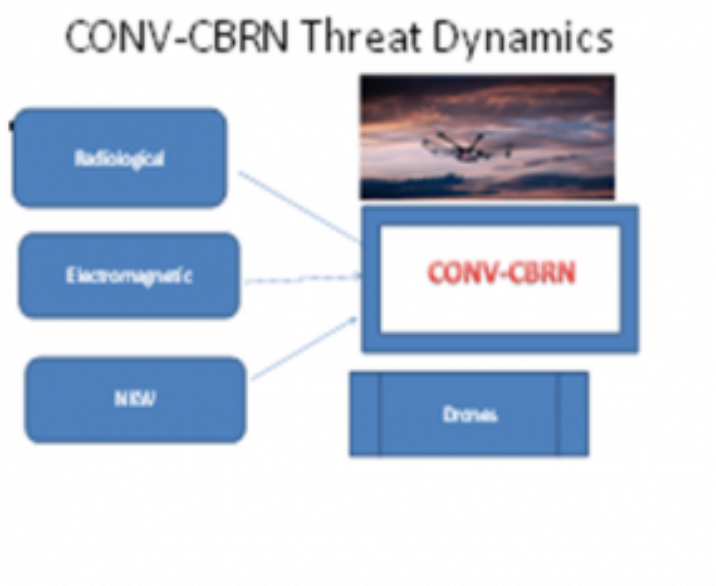 CONV-CBRN Threat Dynamics
Radiological
Electromagnetic
CONV-CBRN
Drones